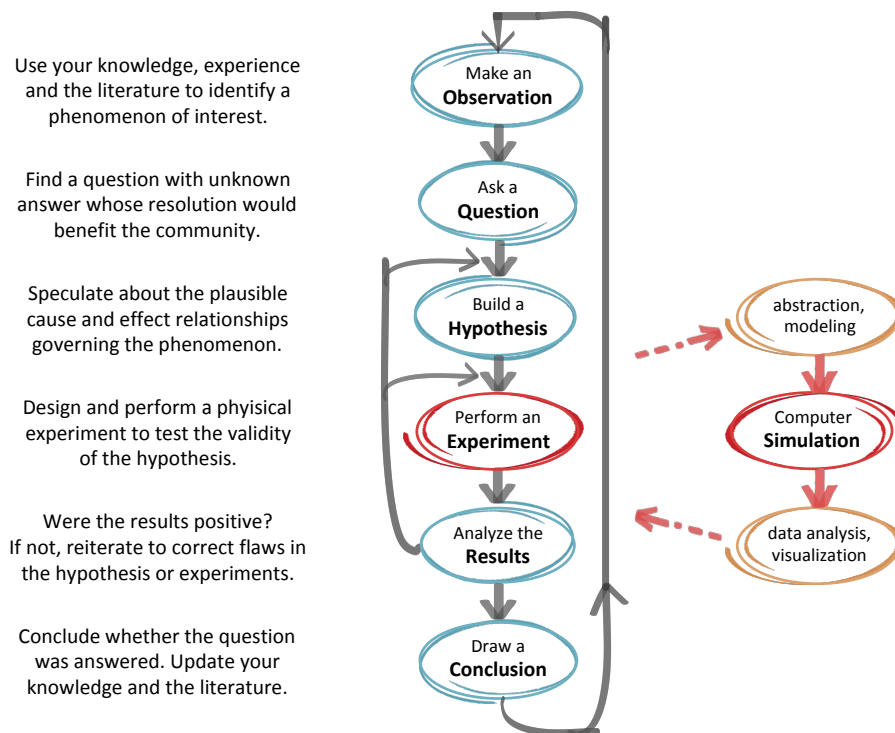 Use your knowledge, experience
and the literature to identify a
phenomenon of interest.
Make an
Observation
Find a question with unknown
answer whose resolution would
benefit the community.
Ask a
Question
Speculate about the plausible
cause and effect relationships
governing the phenomenon.
Build a
Hypothesis
abstraction,
modeling
Design and perform a phyisical
experiment to test the validity
of the hypothesis.
Perform an
Experiment
Computer
Simulation
Were the results positive?
If not, reiterate to correct flaws in
the hypothesis or experiments.
Analyze the
Results
data analysis,
visualization
Conclude whether the question
was answered. Update your
knowledge and the literature.
Draw a
Conclusion